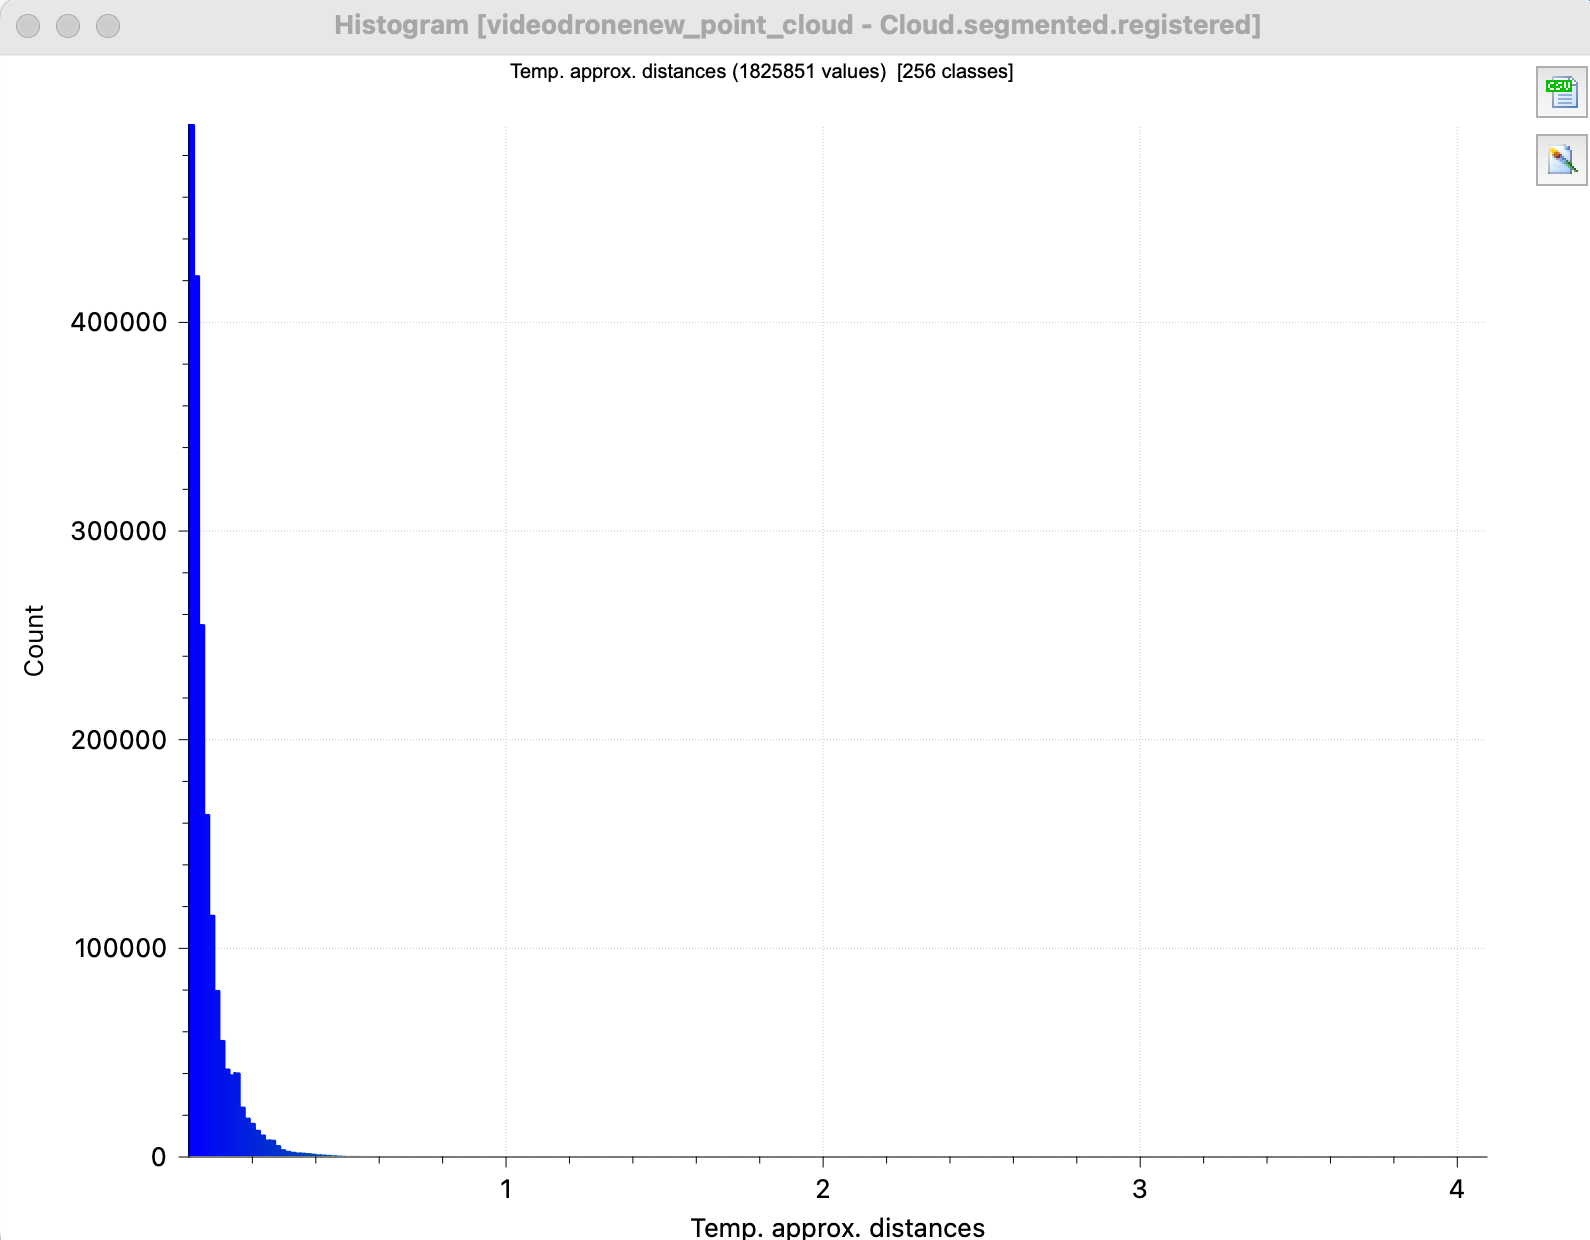 Histogram [videodronenew_point_cloud - Cloud.segmented.registered]
Temp. approx. distances (1825851 values) [256 classes]
csv
400000
300000
200000
100000
0
Count
1 2 3 4
Temp. approx. distances